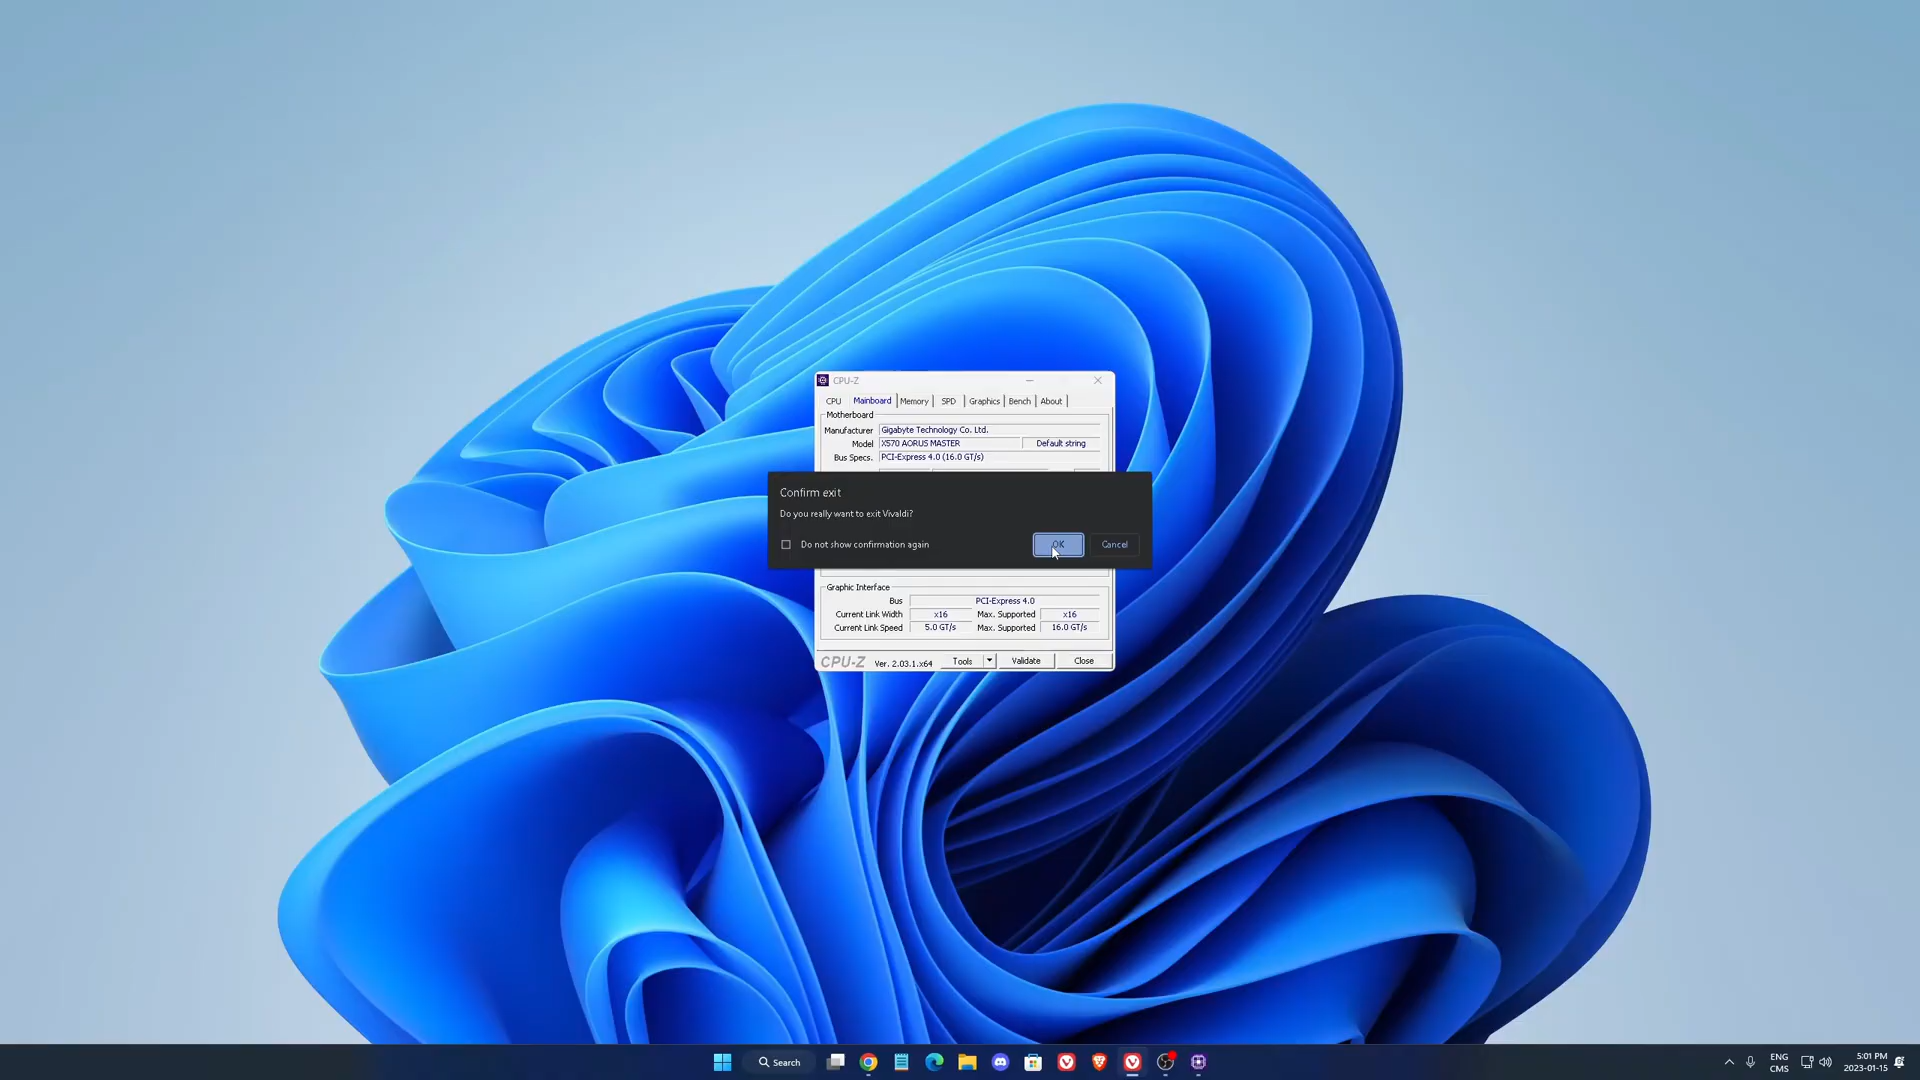 CPU-Z
CPU Mainboard Memory SPD Graphics Bench About
Motherboard
Manufacturer Gigabyte Technology Co. Ltd.
Model X570 AORUS MASTER Default string
Bus Specs. PCI-Express 4.0 (16.0 GT/s)
Confirm exit
Do you really want to exit Vivaldi?
Do not show confirmation again OK Cancel
Graphic Interface
Bus PCI-Express 4.0
Current Link Width x16 Max. Supported x16
Current Link Speed 5.0 GT/s Max. Supported 16.0 GT/s
CPU-Z Ver. 2.03.1.x64 Tools Validate Close
Search
ENG
CMS
5:01 PM
2023-01-15